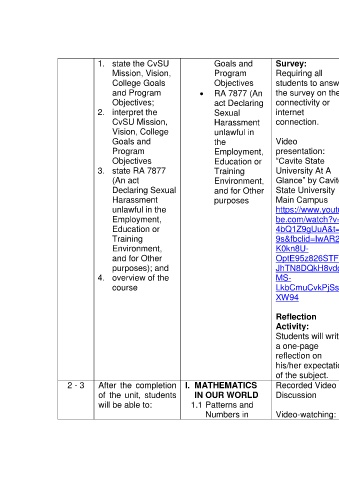 1. state the CvSU
Mission, Vision,
College Goals
and Program
Objectives;
2. interpret the
CvSU Mission,
Vision, College
Goals and
Program
Objectives
3. state RA 7877
(An act
Declaring Sexual
Harassment
unlawful in the
Employment,
Education or
Training
Environment,
and for Other
purposes); and
4. overview of the
course
Goals and
Program
Objectives
• RA 7877 (An
act Declaring
Sexual
Harassment
unlawful in
the
Employment,
Education or
Training
Environment,
and for Other
purposes
Survey:
Requiring all
students to answ
the survey on the
connectivity or
internet
connection.
Video
presentation:
"Cavite State
University At A
Glance" by Cavit
State University
Main Campus
https://www.yout
be.com/watch?v=
4bQ1Z9gUuA&t=
9s&fbclid=IwAR2
K0kn8U-
OptE95z826STF
JhTN8DQkH8vd
MS-
LkbCmuCvkPjSs
XW94
Reflection
Activity:
Students will writ
a one-page
reflection on
his/her expectati
of the subject.
2 - 3
After the completion
of the unit, students
will be able to:
I. MATHEMATICS
IN OUR WORLD
1.1 Patterns and
Numbers in
Recorded Video
Discussion
Video-watching: